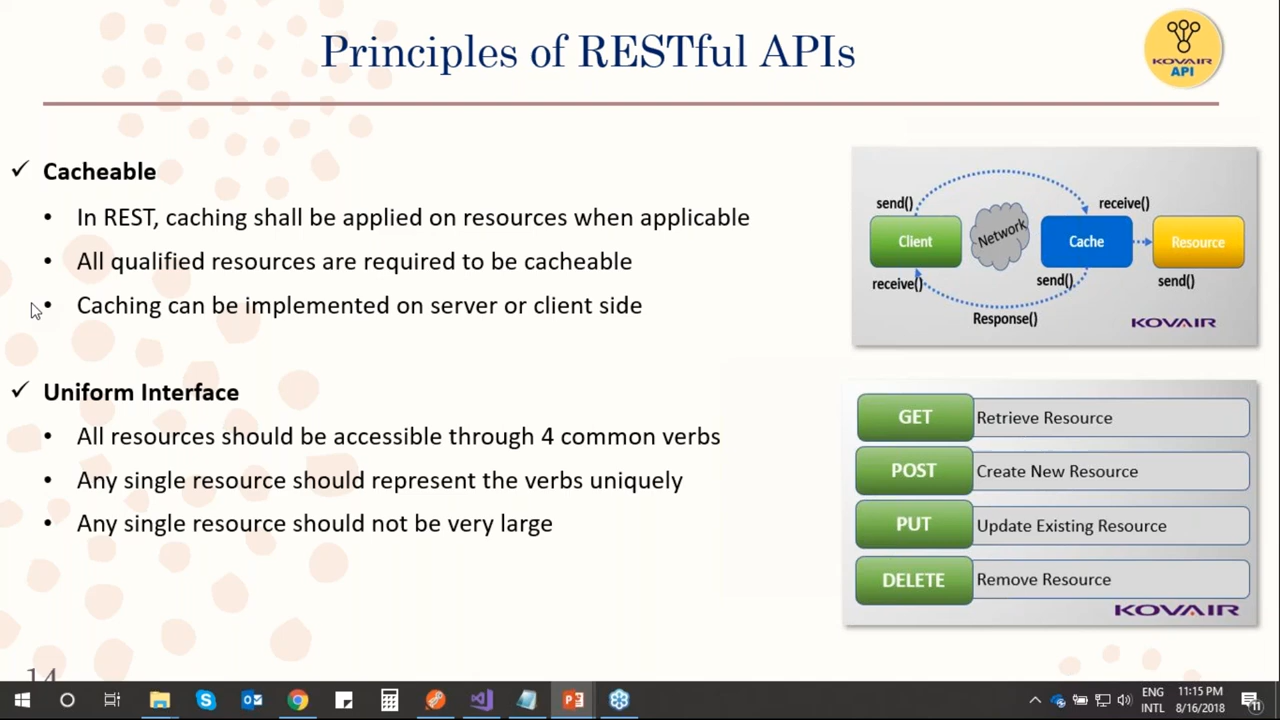 Principles of RESTful APIs
KOVAIR
API
✓ Cacheable
• In REST, caching shall be applied on resources when applicable
• All qualified resources are required to be cacheable
• Caching can be implemented on server or client side
send()
receive()
Client
Network
Cache
Resource
receive()
send()
send()
Response()
KOVAIR
✓ Uniform Interface
• All resources should be accessible through 4 common verbs
• Any single resource should represent the verbs uniquely
• Any single resource should not be very large
GET Retrieve Resource
POST Create New Resource
PUT Update Existing Resource
DELETE Remove Resource
KOVAIR
14
ENG 11:15 PM
INTL 8/16/2018
11